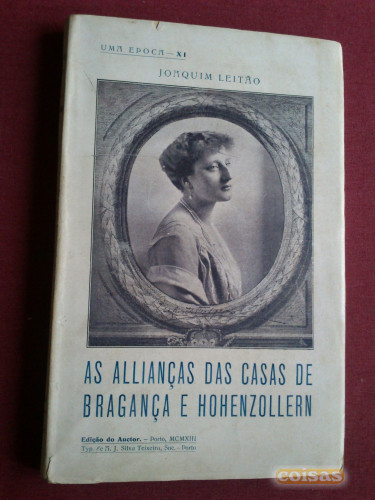 UMA EPOCA – XI
JOAQUIM LEITÃO
AS ALLIANÇAS DAS CASAS DE
BRAGANÇA E HOHENZOLLERN
Edição do Auctor. – Porto, MCMXIII
Typ. de A. J. Silva Teixeira, Suc. – Porto
coisas